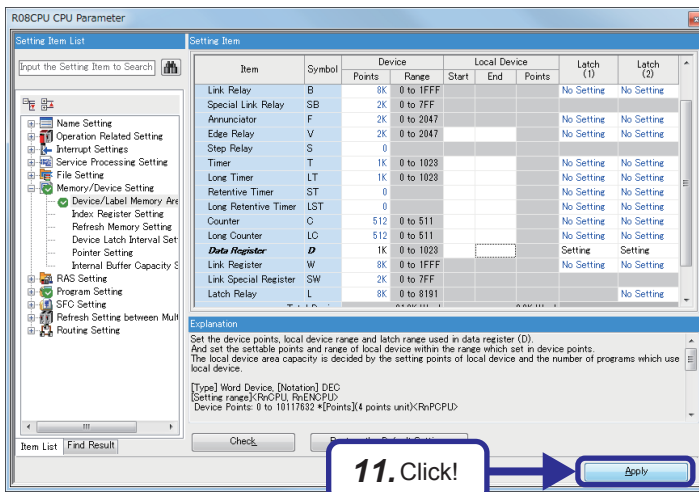 R08CPU CPU Parameter
Setting Item List
Setting Item
Input the Setting Item to Search
Name Setting
Operation Related Setting
Interrupt Settings
Service Processing Setting
File Setting
Memory/Device Setting
Device/Label Memory Are
Index Register Setting
Refresh Memory Setting
Device Latch Interval Set
Pointer Setting
Internal Buffer Capacity S
RAS Setting
Program Setting
SFC Setting
Refresh Setting between Mult
Routing Setting
Item List Find Result
Item Symbol Device Local Device Latch (1) Latch (2)
Points Range Start End Points
Link Relay B 8K 0 to 1FFF No Setting No Setting
Special Link Relay SB 2K 0 to 7FF
Annunciator F 2K 0 to 2047 No Setting No Setting
Edge Relay V 2K 0 to 2047 No Setting No Setting
Step Relay S 0
Timer T 1K 0 to 1023 No Setting No Setting
Long Timer LT 1K 0 to 1023 No Setting No Setting
Retentive Timer ST 0 No Setting No Setting
Long Retentive Timer LST 0 No Setting No Setting
Counter C 512 0 to 511 No Setting No Setting
Long Counter LC 512 0 to 511 No Setting No Setting
Data Register D 1K 0 to 1023 Setting Setting
Link Register W 8K 0 to 1FFF No Setting No Setting
Link Special Register SW 2K 0 to 7FF
Latch Relay L 8K 0 to 8191 No Setting
Explanation
Set the device points, local device range and latch range used in data register (D).
And set the settable points and range of local device within the range which set in device points.
The local device area capacity is decided by the setting points of local device and the number of programs which use
local device.
[Type] Word Device, [Notation] DEC
[Setting range]<RnCPU, RnENCPU>
Device Points: 0 to 10117632 *[Points](4 points unit)<RnPCPU>
Check
11. Click!
Apply